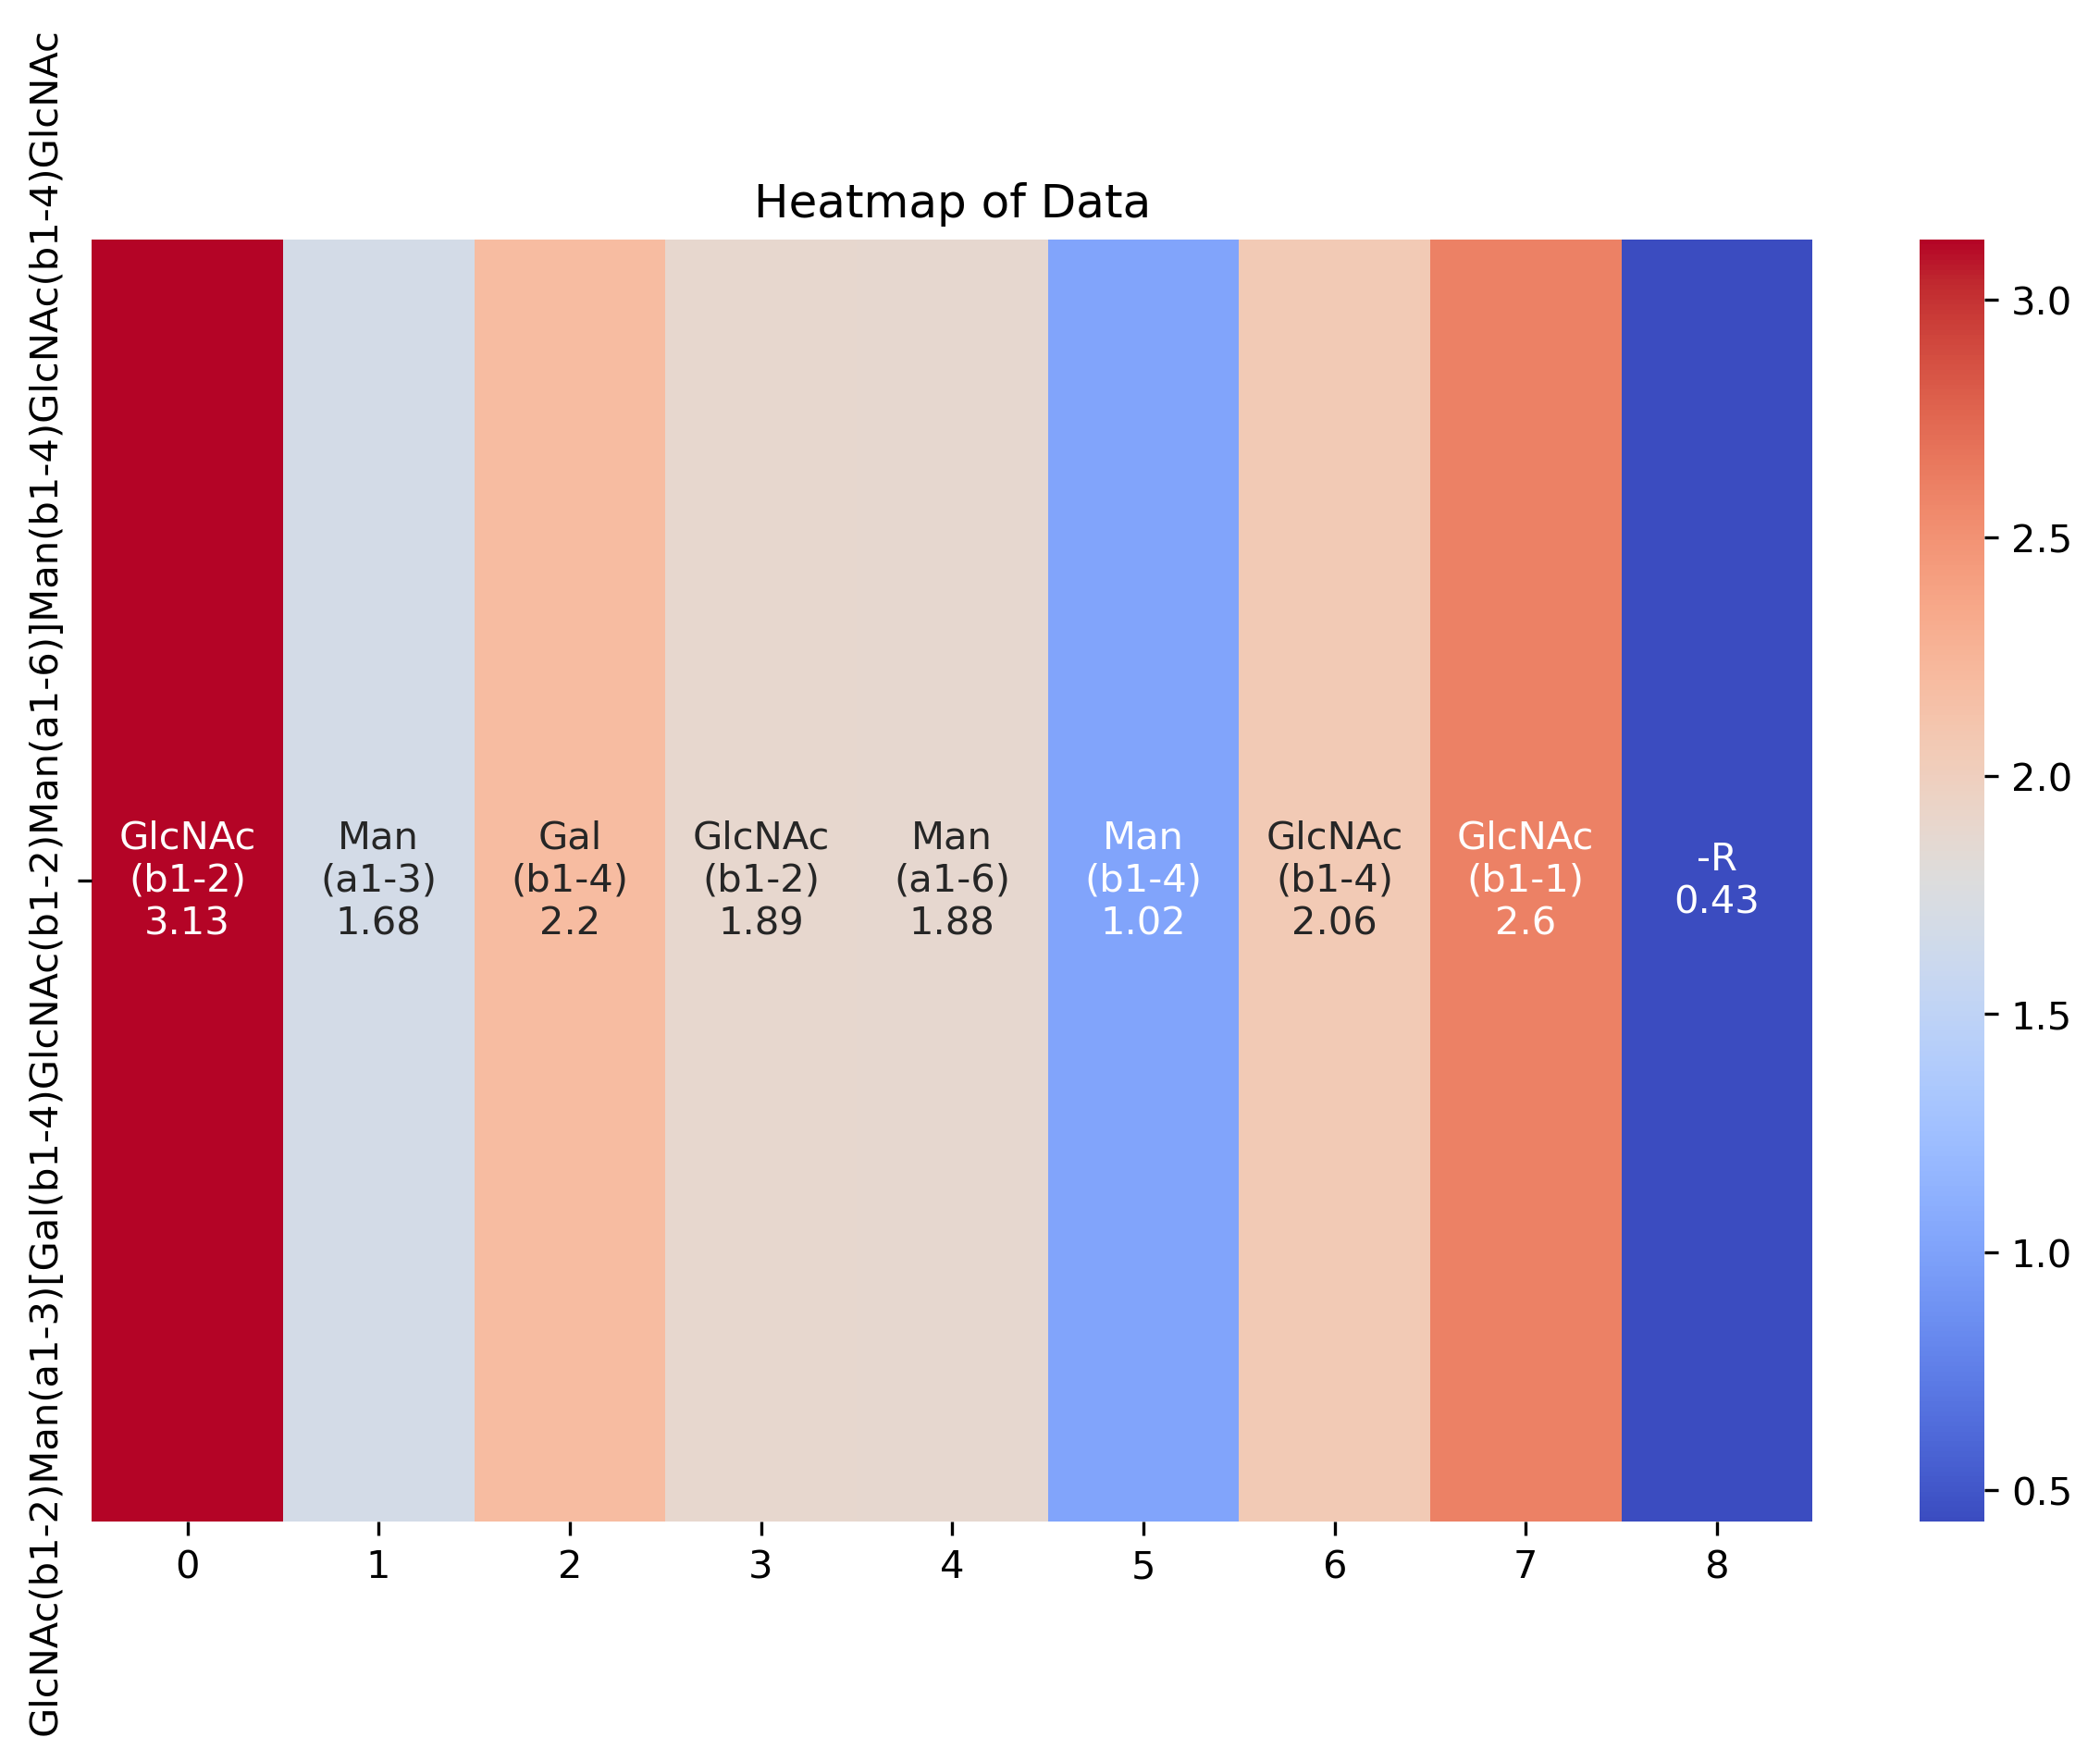 Heatmap of Data
GlcNAc(b1-2)Man(a1-3)[Gal(b1-4)GlcNAc(b1-2)Man(a1-6)]Man(b1-4)GlcNAc(b1-4)GlcNAc
GlcNAc
(b1-2)
3.13
Man
(a1-3)
1.68
Gal
(b1-4)
2.2
GlcNAc
(b1-2)
1.89
Man
(a1-6)
1.88
Man
(b1-4)
1.02
GlcNAc
(b1-4)
2.06
GlcNAc
(b1-1)
2.6
-R
0.43
0 1 2 3 4 5 6 7 8
3.0
2.5
2.0
1.5
1.0
0.5